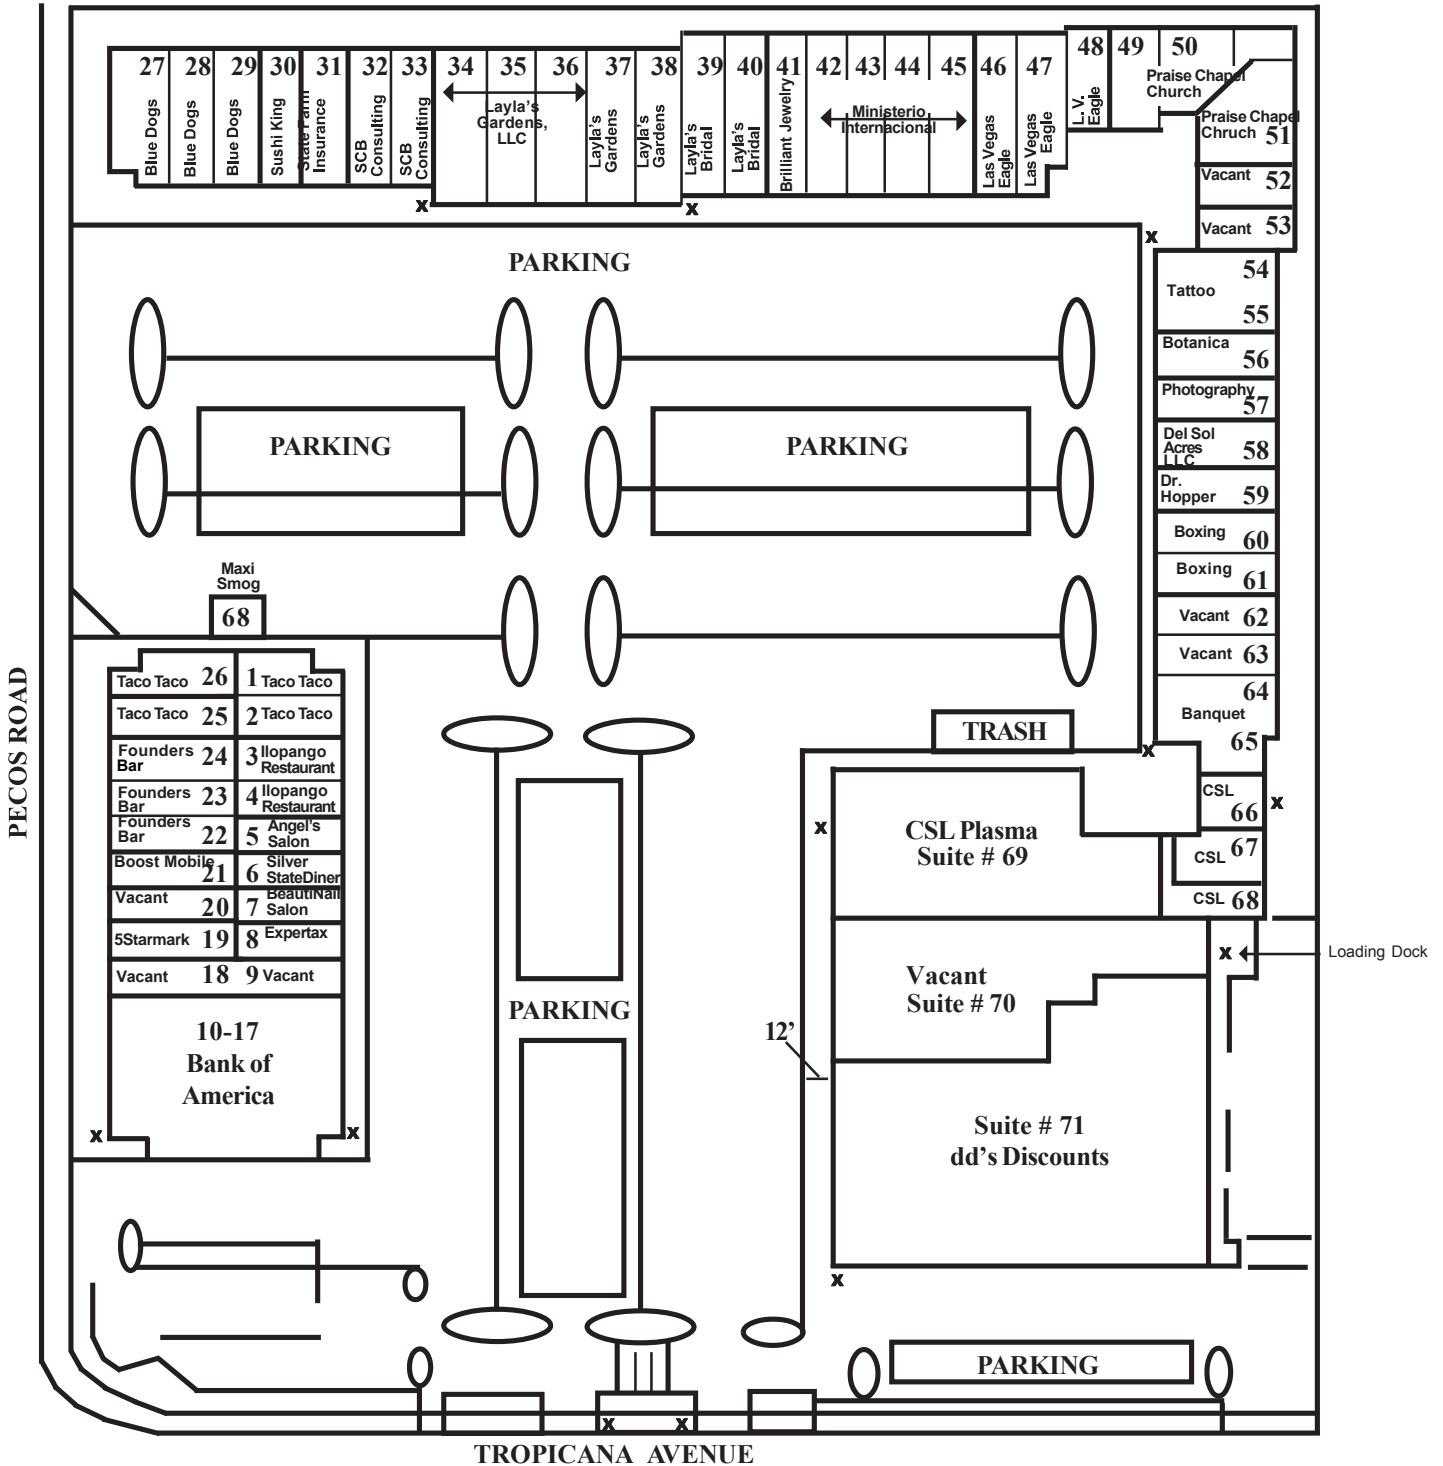 27 28 29 30 31 32 33 34 35 36 37 38 39 40 41 42 43 44 45 46 47 48 49 50
Blue Dogs
Blue Dogs
Blue Dogs
Sushi King
State Farm
Insurance
SCB
Consulting
SCB
Consulting
Layla's
Gardens,
LLC
Layla's
Gardens
Layla's
Gardens
Layla's
Bridal
Layla's
Bridal
Brilliant Jewelry
Ministerio
Internacional
Las Vegas
Eagle
Las Vegas
Eagle
L.V.
Eagle
Praise Chapel
Church
Praise Chapel
Chruch 51
Vacant 52
Vacant 53
x
x
x
PARKING
54
Tattoo
55
Botanica
56
Photography
57
Del Sol
Acres
LLC 58
Dr.
Hopper 59
Boxing 60
Boxing 61
Vacant 62
Vacant 63
64
Banquet
65
CSL
66
x
CSL 67
CSL 68
PARKING
PARKING
Maxi
Smog
68
PECOS ROAD
Taco Taco 26
1 Taco Taco
Taco Taco 25
2 Taco Taco
Founders
Bar 24
3 Ilopango
Restaurant
Founders
Bar 23
4 Ilopango
Restaurant
Founders
Bar 22
5 Angel's
Salon
Boost Mobile
21
6 Silver
StateDiner
Vacant
20
7 BeautiNail
Salon
5Starmark 19
8 Expertax
Vacant 18
9 Vacant
10-17
Bank of
America
x
x
PARKING
TRASH
x
x
CSL Plasma
Suite # 69
Vacant
Suite # 70
x
Loading Dock
12’
Suite # 71
dd's Discounts
x
PARKING
x
x
TROPICANA AVENUE